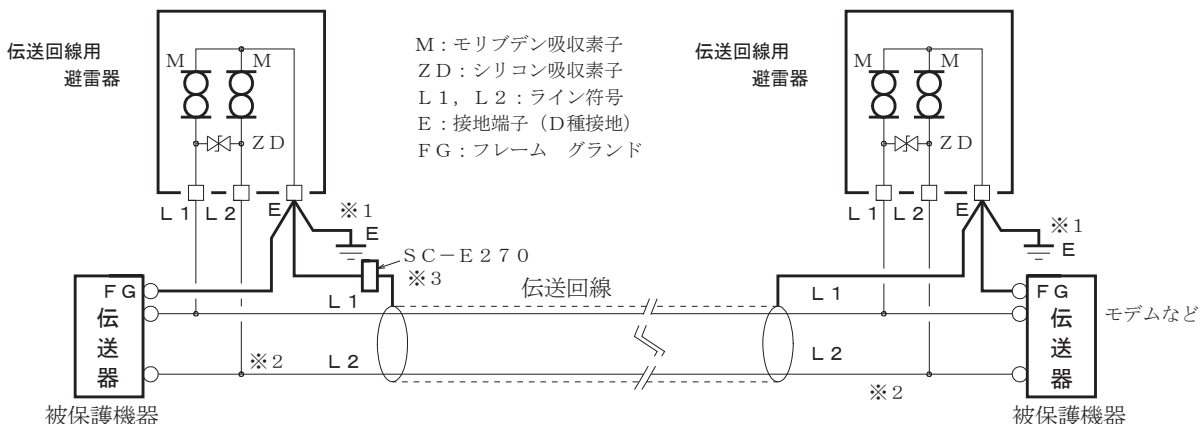 伝送回線用
避雷器
M M
ZD
L1 L2 E
※1
E
M：モリブデン吸収素子
ZD：シリコン吸収素子
L1，L2：ライン符号
E：接地端子（D種接地）
FG：フレーム　グランド
伝送回線用
避雷器
M M
ZD
L1 L2 E
※1
E
SC－E270
※3
FG
伝送器
L1
伝送回線
L1
FG
伝送器
モデムなど
※2
L2
L2
※2
被保護機器
被保護機器